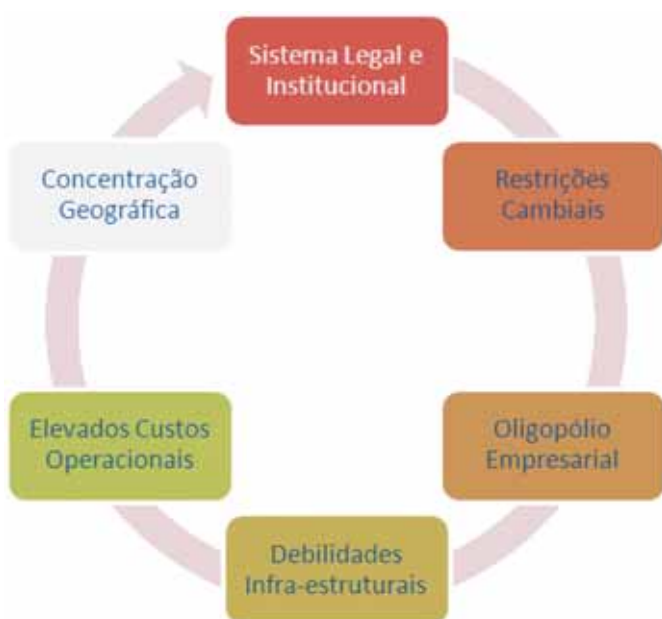 Sistema Legal e
Institucional
Restrições
Cambiais
Oligopólio
Empresarial
Debilidades
Infra-estruturais
Elevados Custos
Operacionais
Concentração
Geográfica